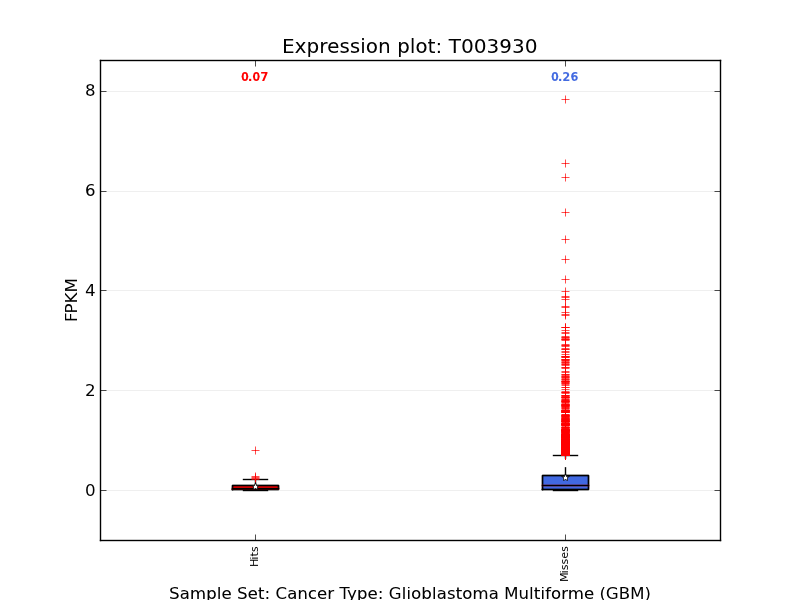 Expression plot: T003930
0.07
0.26
8
6
4
2
0
FPKM
Hits
Misses
Sample Set: Cancer Type: Glioblastoma Multiforme (GBM)